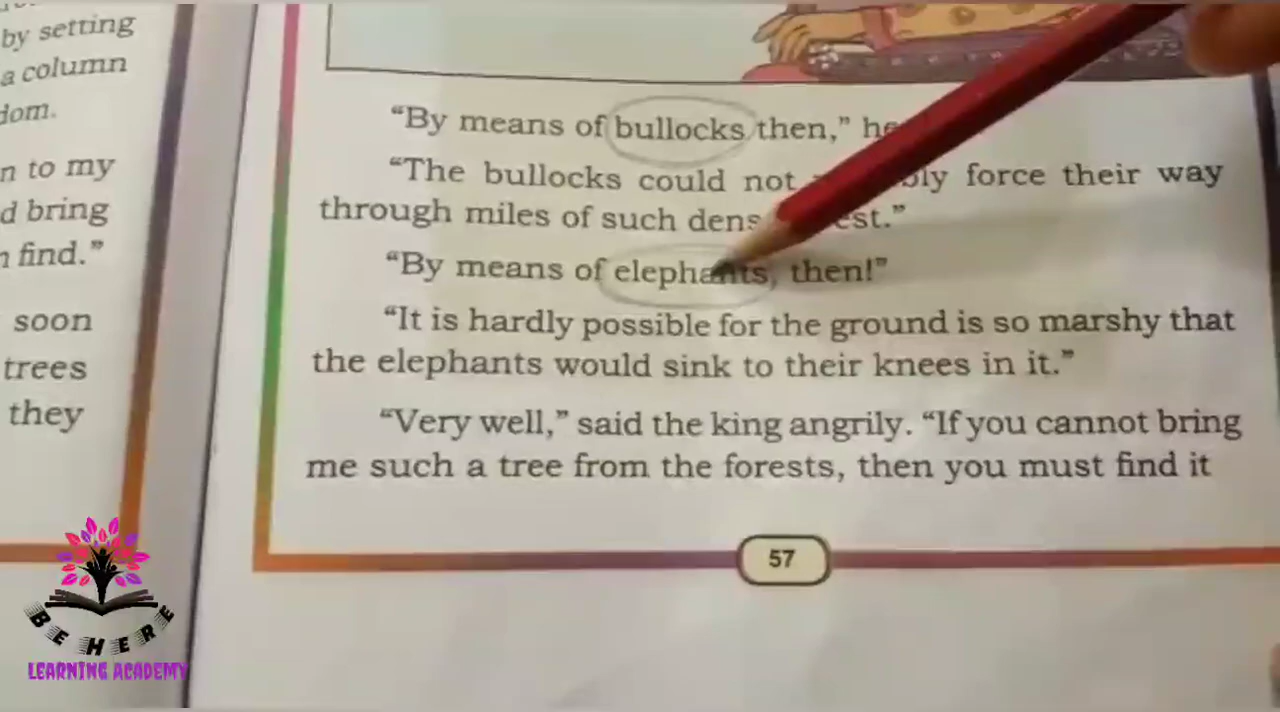 by setting
a column
dom.
n to my
d bring
find.”
soon
trees
they
“By means of bullocks then,” he
“The bullocks could not force their way
through miles of such
“By means of elephants, then!”
“It is hardly possible for the ground is so marshy that
the elephants would sink to their knees in it.”
“Very well,” said the king angrily. “If you cannot bring
me such a tree from the forests, then you must find it
57
BE HERE
LEARNING ACADEMY